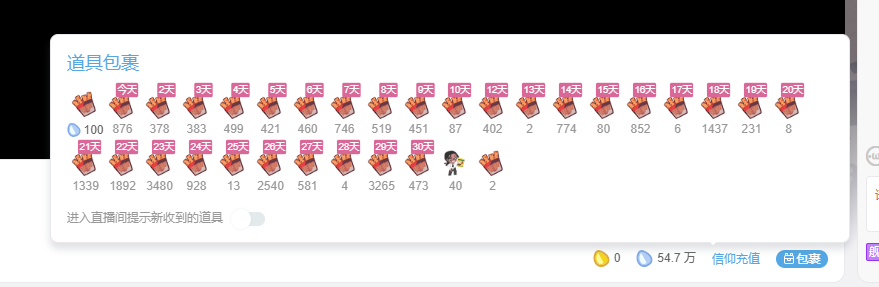 道具包裹
今天 2天 3天 4天 5天 6天 7天 8天 9天 10天 12天 13天 14天 15天 16天 17天 18天 19天 20天
100 876 378 383 499 421 460 746 519 451 87 402 2 774 80 852 6 1437 231 8
21天 22天 23天 24天 25天 26天 27天 28天 29天 30天
1339 1892 3480 928 13 2540 581 4 3265 473 40 2
进入直播间提示新收到的道具
0 54.7 万 信仰充值 包裹
舰